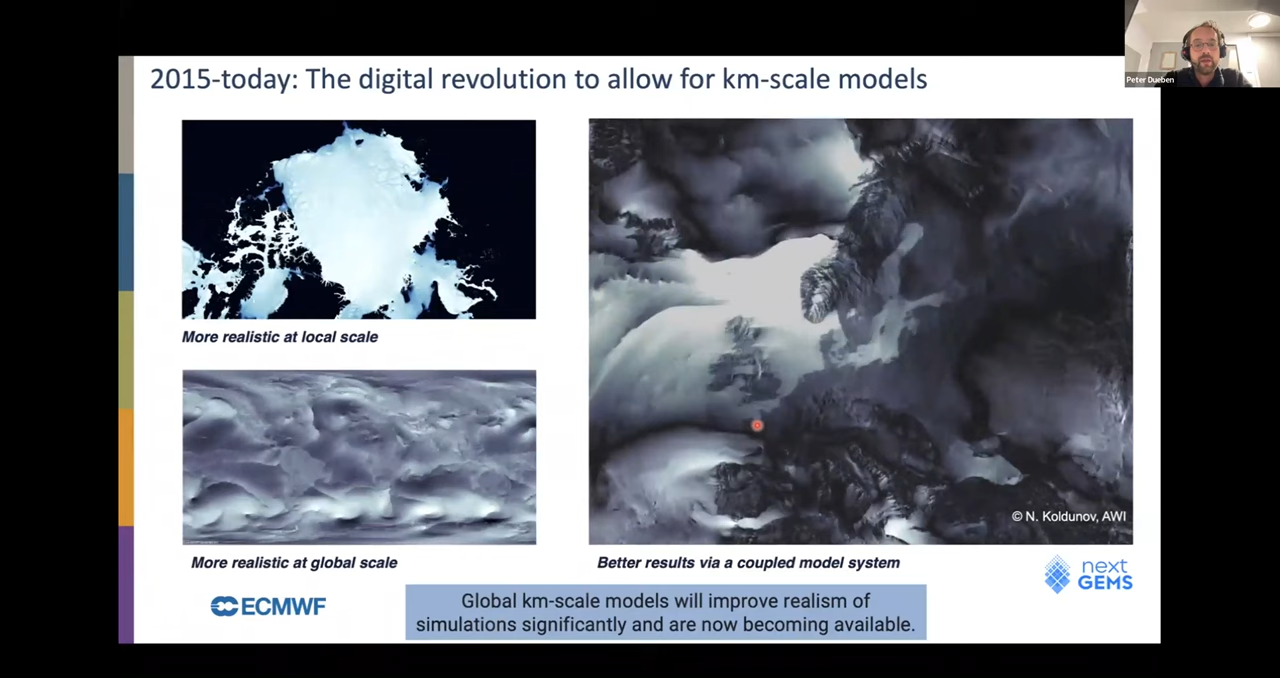 Peter Dueben
2015-today: The digital revolution to allow for km-scale models
More realistic at local scale
More realistic at global scale
© N. Koldunov, AWI
Better results via a coupled model system
ECMWF
next
GEMS
Global km-scale models will improve realism of
simulations significantly and are now becoming available.